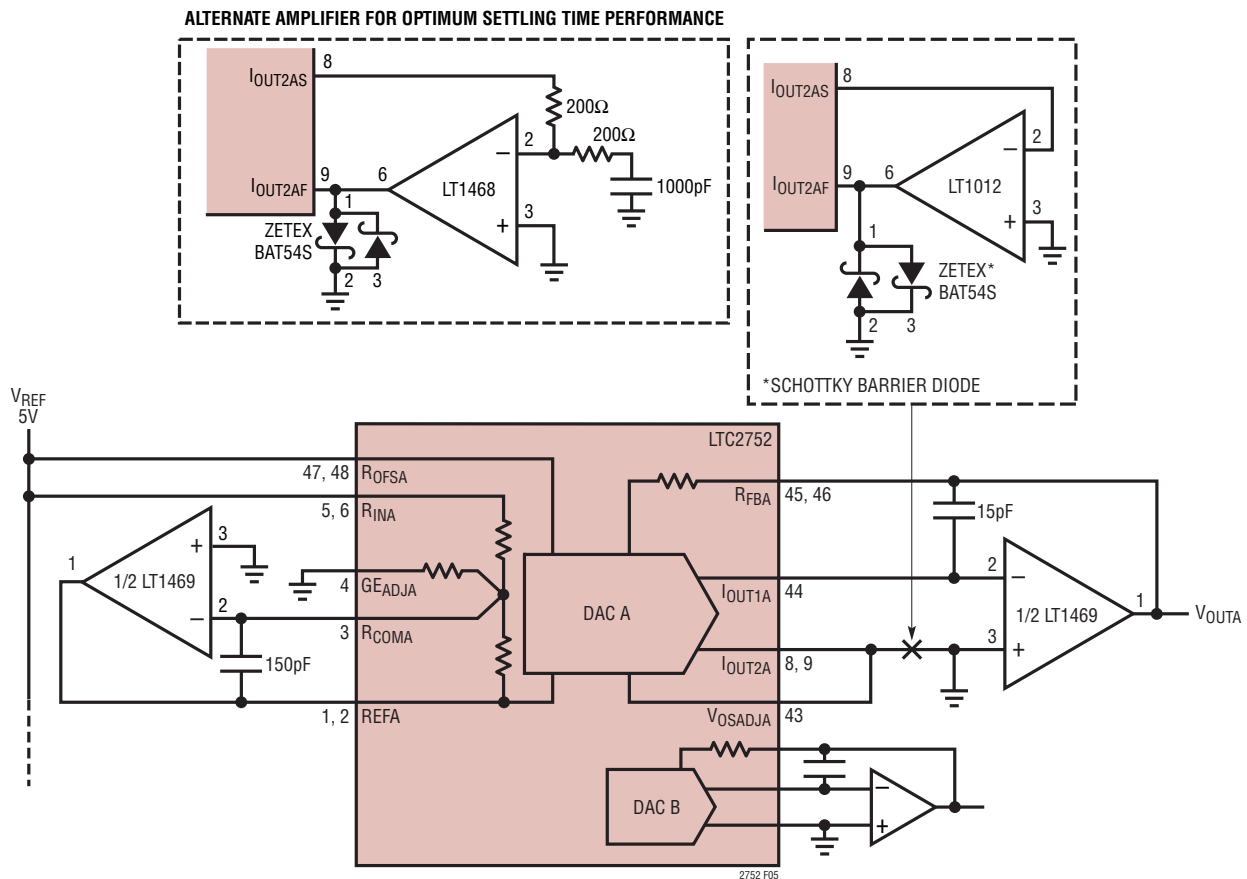 ALTERNATE AMPLIFIER FOR OPTIMUM SETTLING TIME PERFORMANCE
IOUT2AS
8
200Ω
200Ω
2
−
1000pF
LT1468
IOUT2AF
9
6
1
+
3
ZETEX
BAT54S
2
3
IOUT2AS
8
2
−
LT1012
IOUT2AF
9
6
+
3
1
ZETEX*
BAT54S
2
3
*SCHOTTKY BARRIER DIODE
VREF
5V
LTC2752
47, 48
ROFSA
5, 6
RINA
RFBA
45, 46
15pF
1
1/2 LT1469
+
3
−
2
4
GEADJA
3
RCOMA
150pF
1, 2
REFA
DAC A
IOUT1A
44
2
−
1/2 LT1469
1
VOUTA
3
+
IOUT2A
8, 9
VOSADJA
43
DAC B
−
+
2752 F05